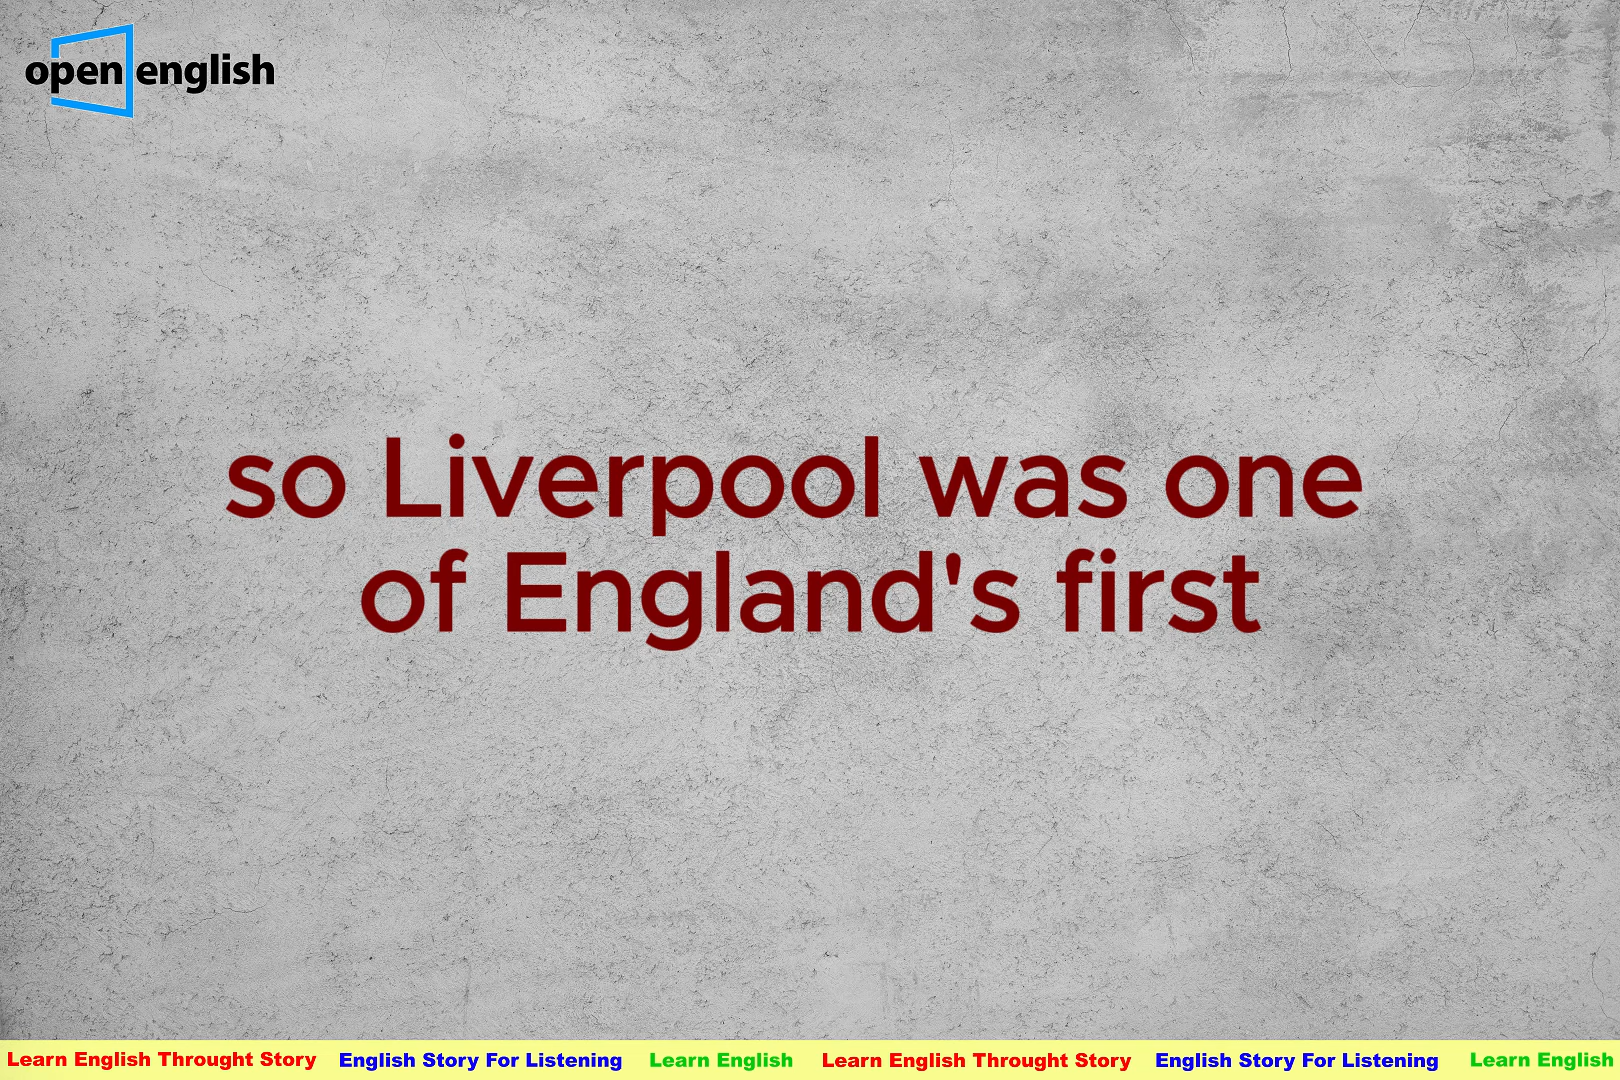 open english
so Liverpool was one
of England's first
Learn English Throught Story English Story For Listening Learn English Learn English Throught Story English Story For Listening Learn English